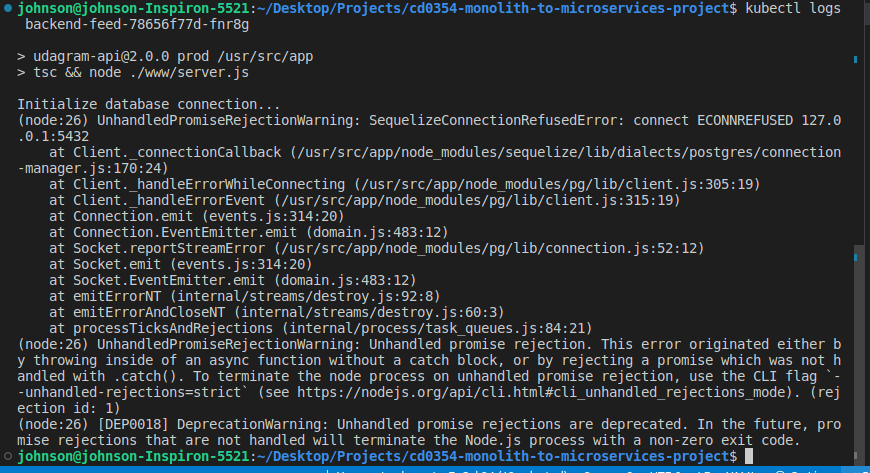 johnson@johnson-Inspiron-5521:~/Desktop/Projects/cd0354-monolith-to-microservices-project$ kubectl logs
 backend-feed-78656f77d-fnr8g

> udagram-api@2.0.0 prod /usr/src/app
> tsc && node ./www/server.js

Initialize database connection...
(node:26) UnhandledPromiseRejectionWarning: SequelizeConnectionRefusedError: connect ECONNREFUSED 127.0
.0.1:5432
    at Client._connectionCallback (/usr/src/app/node_modules/sequelize/lib/dialects/postgres/connection
-manager.js:170:24)
    at Client._handleErrorWhileConnecting (/usr/src/app/node_modules/pg/lib/client.js:305:19)
    at Client._handleErrorEvent (/usr/src/app/node_modules/pg/lib/client.js:315:19)
    at Connection.emit (events.js:314:20)
    at Connection.EventEmitter.emit (domain.js:483:12)
    at Socket.reportStreamError (/usr/src/app/node_modules/pg/lib/connection.js:52:12)
    at Socket.emit (events.js:314:20)
    at Socket.EventEmitter.emit (domain.js:483:12)
    at emitErrorNT (internal/streams/destroy.js:92:8)
    at emitErrorAndCloseNT (internal/streams/destroy.js:60:3)
    at processTicksAndRejections (internal/process/task_queues.js:84:21)
(node:26) UnhandledPromiseRejectionWarning: Unhandled promise rejection. This error originated either b
y throwing inside of an async function without a catch block, or by rejecting a promise which was not h
andled with .catch(). To terminate the node process on unhandled promise rejection, use the CLI flag `-
-unhandled-rejections=strict` (see https://nodejs.org/api/cli.html#cli_unhandled_rejections_mode). (rej
ection id: 1)
(node:26) [DEP0018] DeprecationWarning: Unhandled promise rejections are deprecated. In the future, pro
mise rejections that are not handled will terminate the Node.js process with a non-zero exit code.
johnson@johnson-Inspiron-5521:~/Desktop/Projects/cd0354-monolith-to-microservices-project$